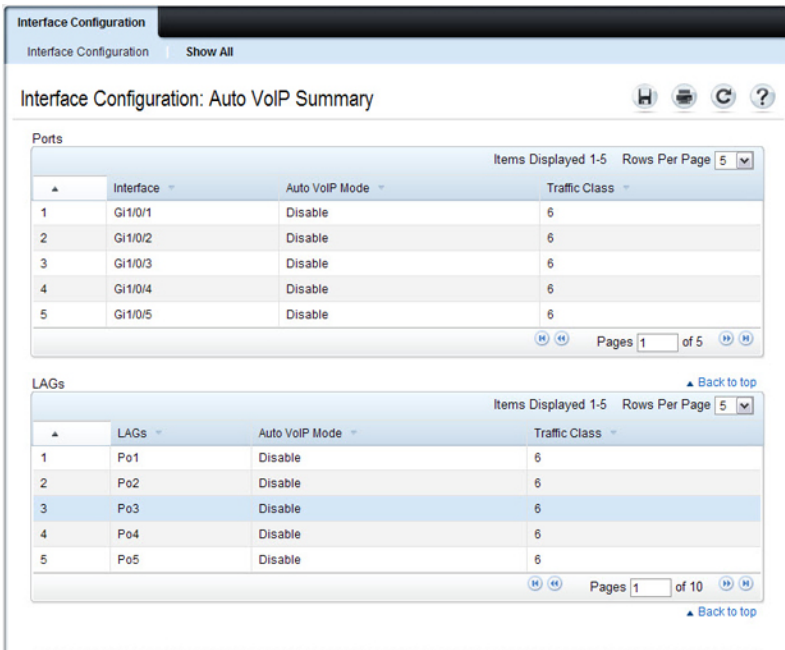 Interface Configuration
Interface Configuration Show All
Interface Configuration: Auto VoIP Summary
Ports
Items Displayed 1-5 Rows Per Page 5
Interface Auto VoIP Mode Traffic Class
1 Gi1/0/1 Disable 6
2 Gi1/0/2 Disable 6
3 Gi1/0/3 Disable 6
4 Gi1/0/4 Disable 6
5 Gi1/0/5 Disable 6
Pages 1 of 5
LAGs Back to top
Items Displayed 1-5 Rows Per Page 5
LAGs Auto VoIP Mode Traffic Class
1 Po1 Disable 6
2 Po2 Disable 6
3 Po3 Disable 6
4 Po4 Disable 6
5 Po5 Disable 6
Pages 1 of 10
Back to top